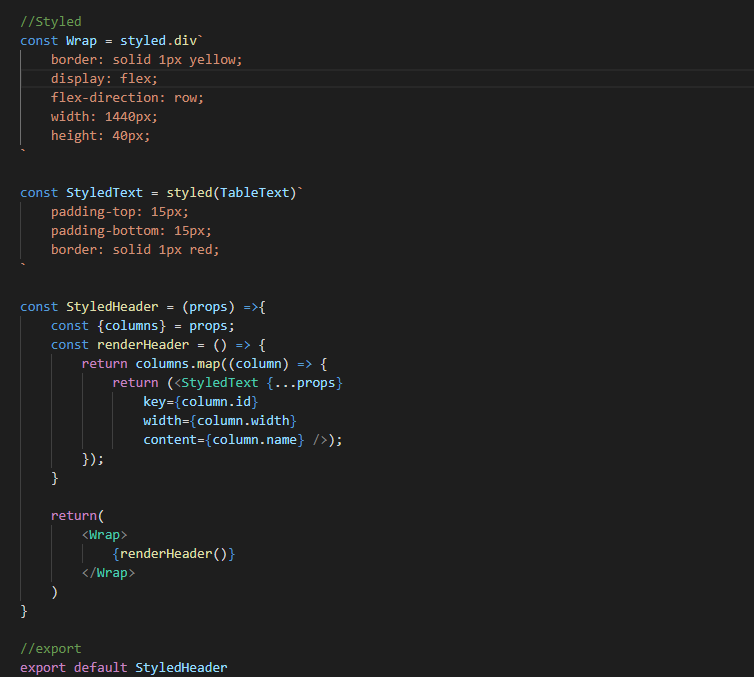 //Styled
const Wrap = styled.div`
    border: solid 1px yellow;
    display: flex;
    flex-direction: row;
    width: 1440px;
    height: 40px;
`

const StyledText = styled(TableText)`
    padding-top: 15px;
    padding-bottom: 15px;
    border: solid 1px red;
`

const StyledHeader = (props) =>{
    const {columns} = props;
    const renderHeader = () => {
        return columns.map((column) => {
            return (<StyledText {...props}
                key={column.id}
                width={column.width}
                content={column.name} />);
        });
    }

    return(
        <Wrap>
            {renderHeader()}
        </Wrap>
    )
}

//export
export default StyledHeader